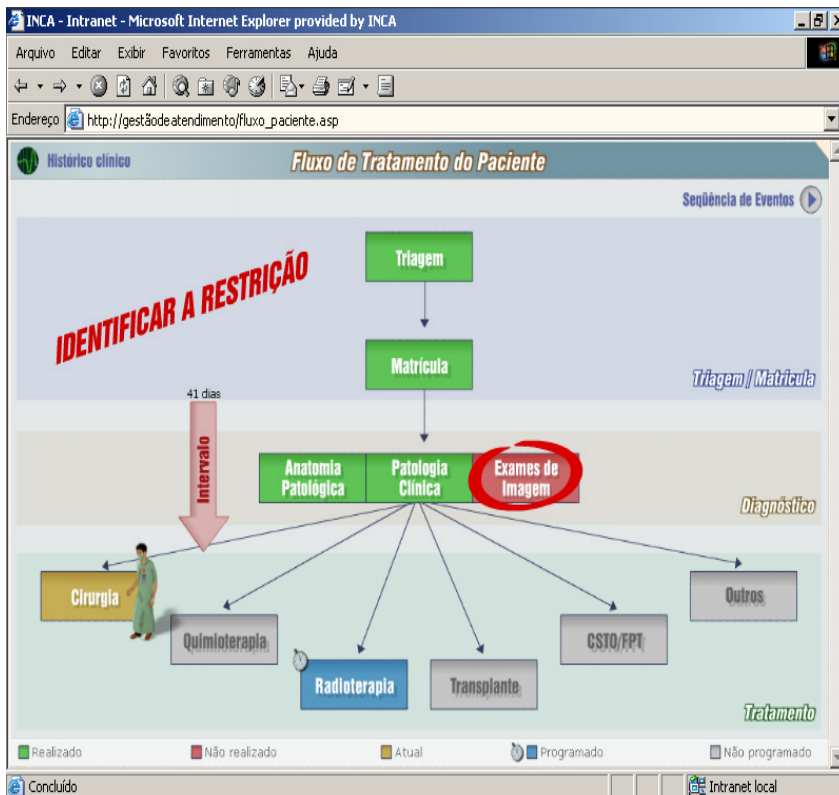 INCA - Intranet - Microsoft Internet Explorer provided by INCA
Arquivo Editar Exibir Favoritos Ferramentas Ajuda
Endereço http://gestãodeatendimento/fluxo_paciente.asp
Histórico clínico
Fluxo de Tratamento do Paciente
Seqüência de Eventos
IDENTIFICAR A RESTRIÇÃO
Triagem
Matrícula
Triagem / Matrícula
41 dias
Intervalo
Anatomia
Patológica
Patologia
Clínica
Exames de
Imagem
Diagnóstico
Cirurgia
Quimioterapia
Radioterapia
Transplante
CSTO/FPT
Outros
Tratamento
Realizado Não realizado Atual Programado Não programado
Concluído Intranet local